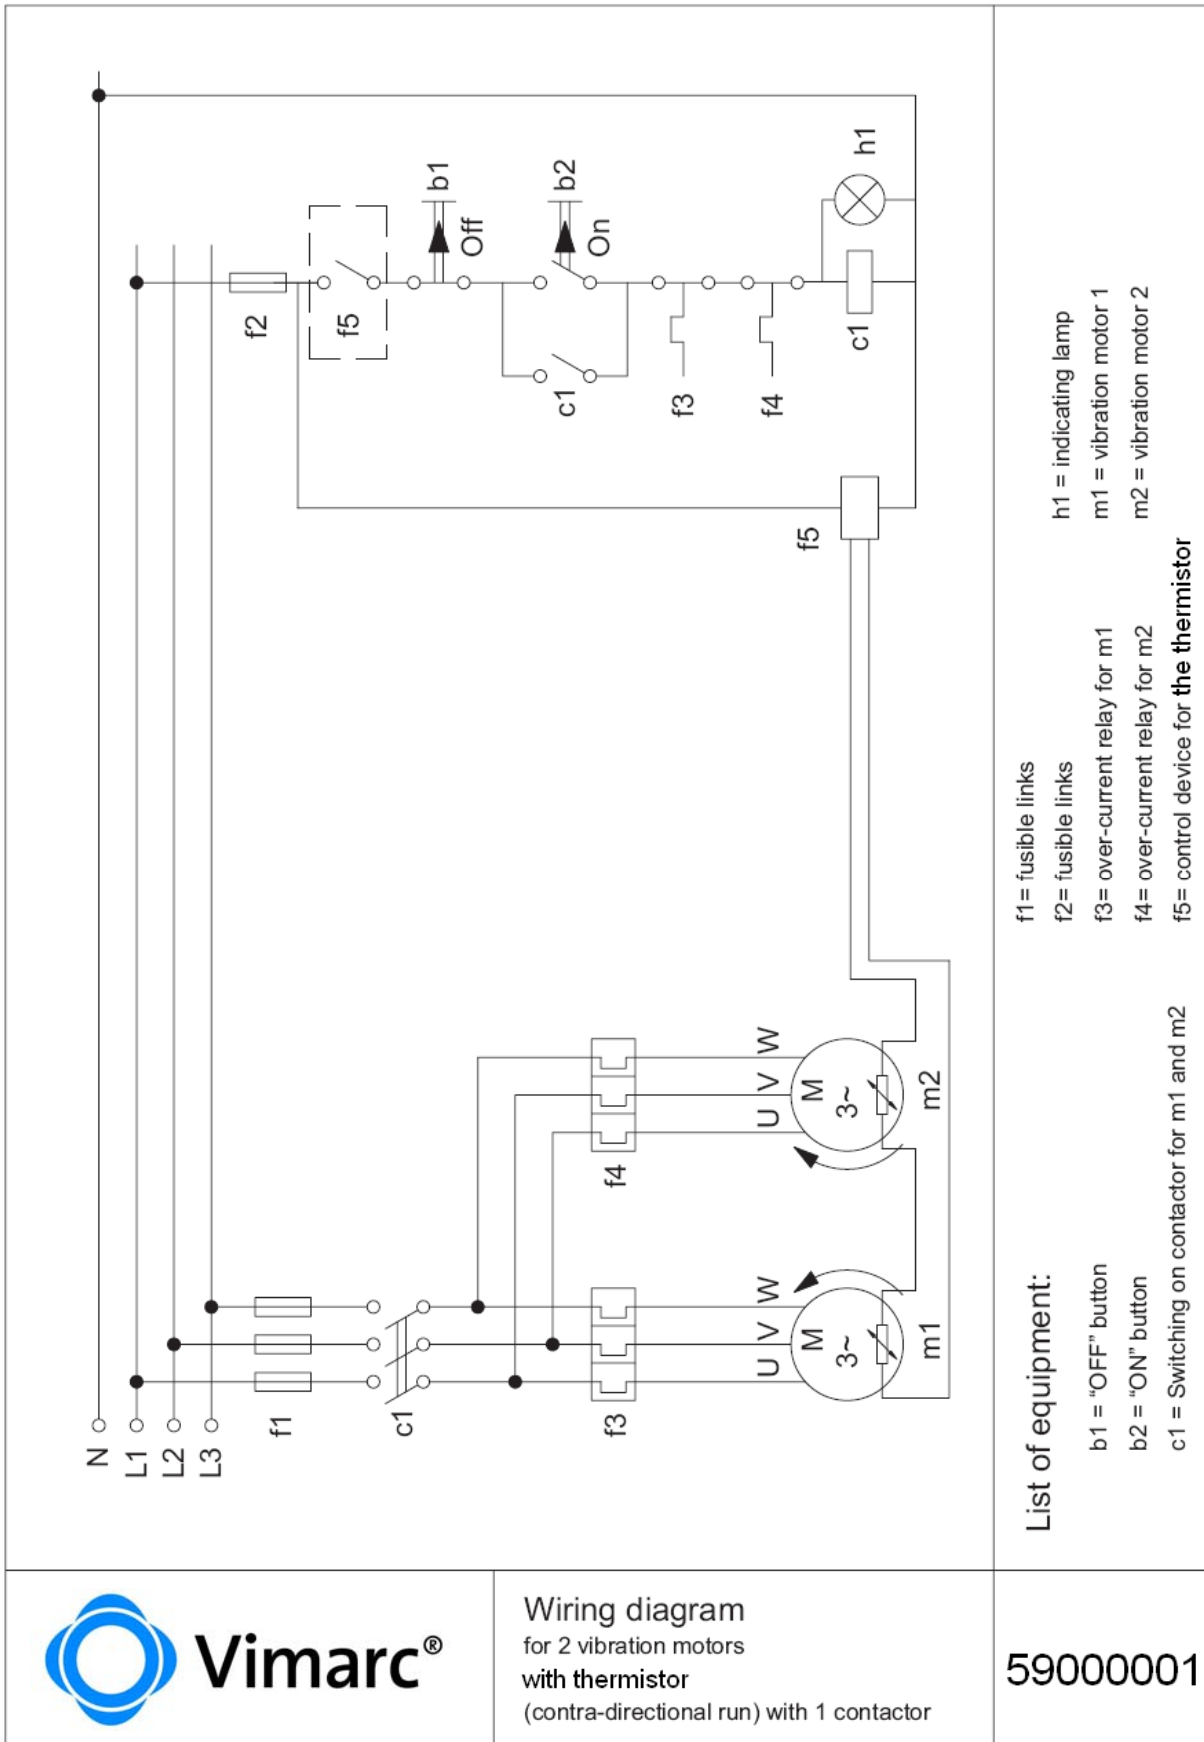 N
L1
L2
L3
f1
c1
f3
U V W
M
3~
m1
f4
U V W
M
3~
m2
f2
f5
b1
Off
b2
On
c1
f3
f4
c1
h1
f5
List of equipment:
b1 = "OFF" button
b2 = "ON" button
c1 = Switching on contactor for m1 and m2
f1= fusible links
f2= fusible links
f3= over-current relay for m1
f4= over-current relay for m2
f5= control device for the thermistor
h1 = indicating lamp
m1 = vibration motor 1
m2 = vibration motor 2
Vimarc®
Wiring diagram
for 2 vibration motors
with thermistor
(contra-directional run) with 1 contactor
59000001